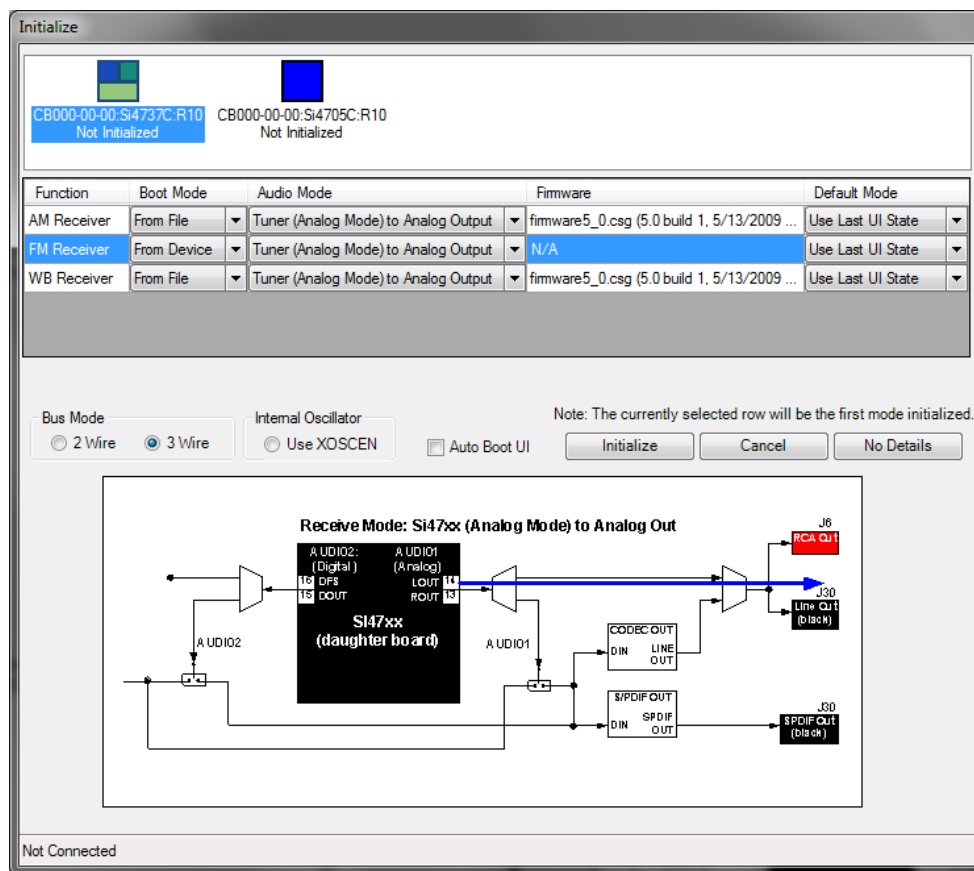 Initialize
CB000-00-00:Si4737C:R10 CB000-00-00:Si4705C:R10
Not Initialized Not Initialized
Function Boot Mode Audio Mode Firmware Default Mode
AM Receiver From File Tuner (Analog Mode) to Analog Output firmware5_0.csg (5.0 build 1, 5/13/2009 ... Use Last UI State
FM Receiver From Device Tuner (Analog Mode) to Analog Output N/A Use Last UI State
WB Receiver From File Tuner (Analog Mode) to Analog Output firmware5_0.csg (5.0 build 1, 5/13/2009 ... Use Last UI State
Note: The currently selected row will be the first mode initialized.
Bus Mode Internal Oscillator
2 Wire 3 Wire Use XOSCEN Auto Boot UI Initialize Cancel No Details
Receive Mode: Si47xx (Analog Mode) to Analog Out
J6
RCA Out
AUDIO2: AUDIO1
(Digital) (Analog)
16 DFS LOUT 14
15 DOUT ROUT 13
SI47xx
(daughter board)
J30
Line Out
(black)
AUDIO2 AUDIO1
CODEC OUT
DIN LINE
OUT
S/PDIF OUT
DIN SPDIF
OUT
J30
SPDIF Out
(black)
Not Connected